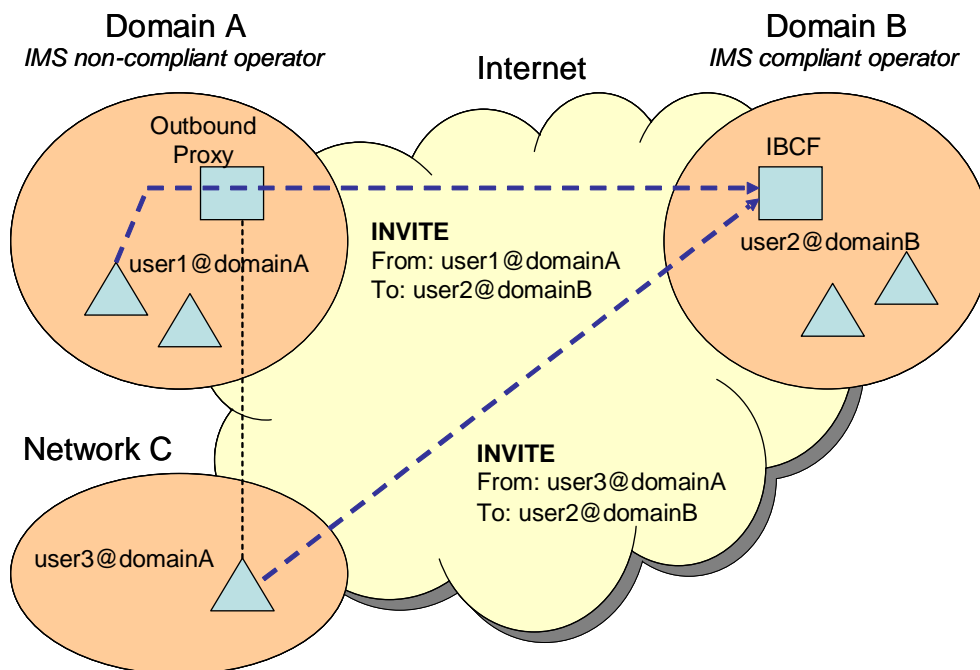 Domain A
IMS non-compliant operator
Domain B
IMS compliant operator
Internet
Outbound
Proxy
IBCF
user1@domainA
INVITE
From: user1@domainA
To: user2@domainB
user2@domainB
Network C
INVITE
From: user3@domainA
To: user2@domainB
user3@domainA